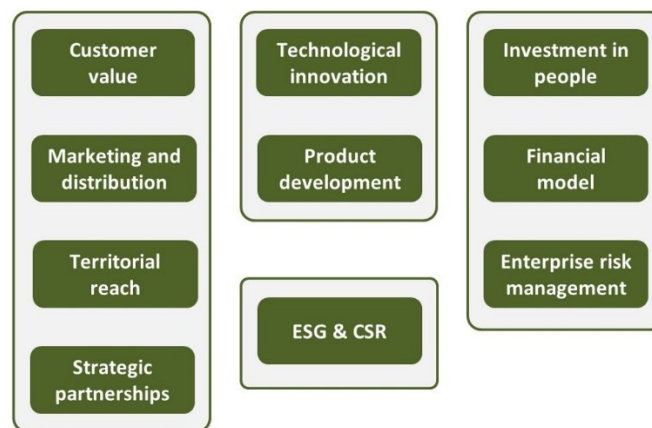 Customer
value
Marketing and
distribution
Territorial
reach
Strategic
partnerships
Technological
innovation
Product
development
ESG & CSR
Investment in
people
Financial
model
Enterprise risk
management